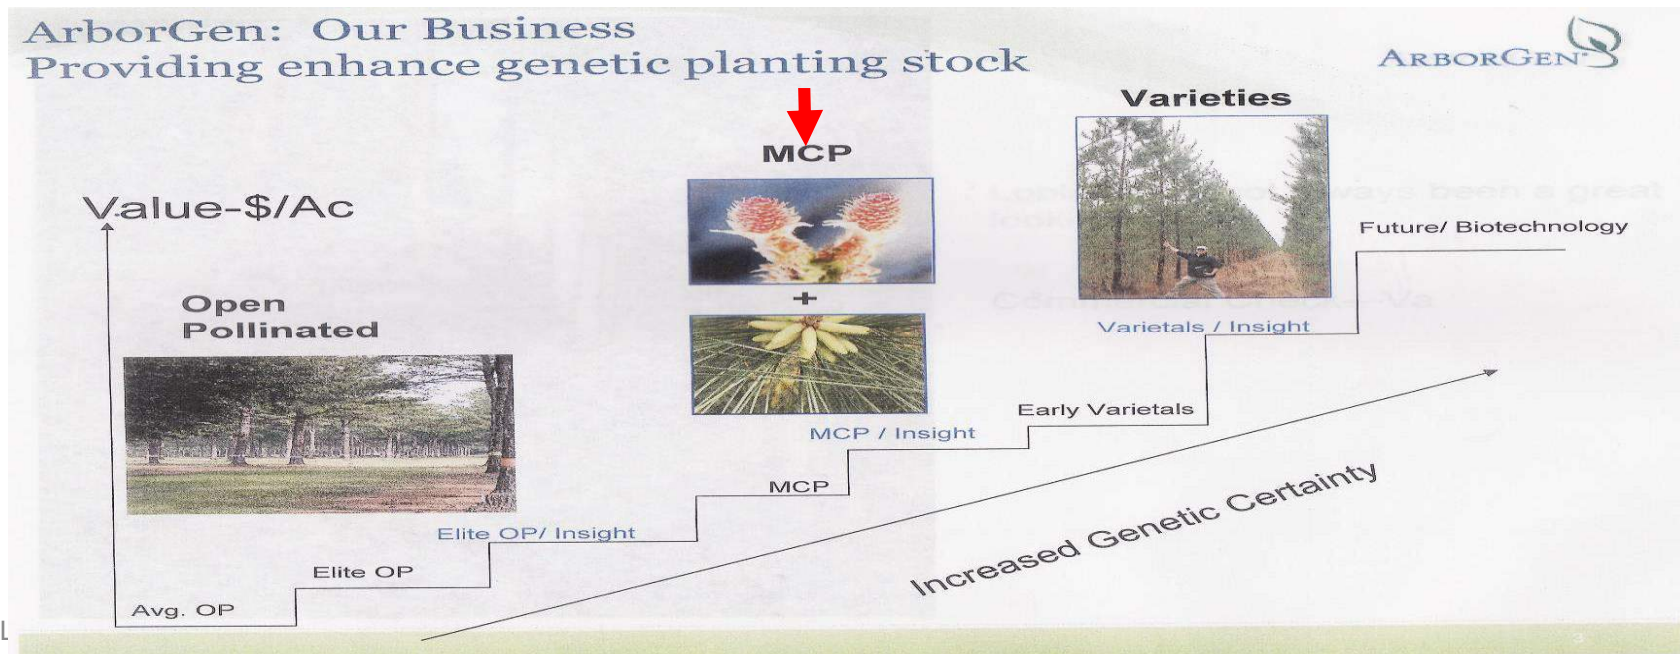 ArborGen: Our Business
Providing enhance genetic planting stock
ARBORGEN
Varieties
MCP
Value-$/Ac
Future/ Biotechnology
+
Open
Pollinated
Varietals / Insight
Early Varietals
MCP / Insight
MCP
Increased Genetic Certainty
Elite OP/ Insight
Elite OP
Avg. OP
L
3